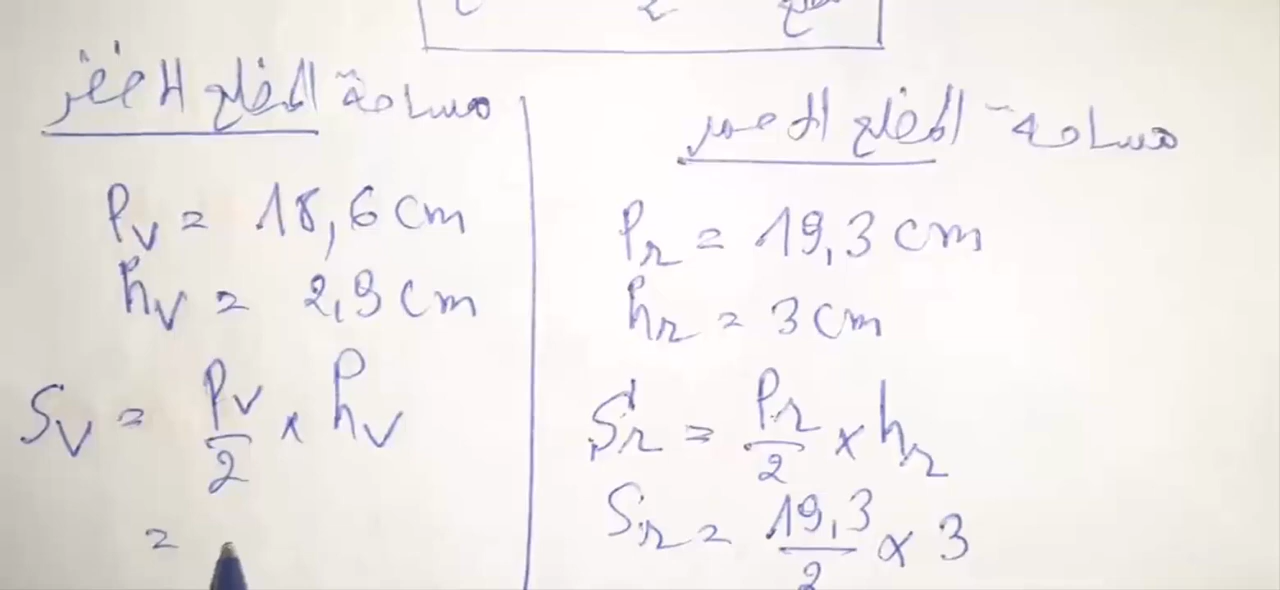 مساحة المضلع الأحمر
Pr = 19,3 cm
hr = 3 cm
Sr = Pr/2 × hr
Sr = 19,3/2 × 3
مساحة المضلع الأخضر
Pv = 18,6 cm
hv = 2,9 cm
Sv = Pv/2 × hv
=